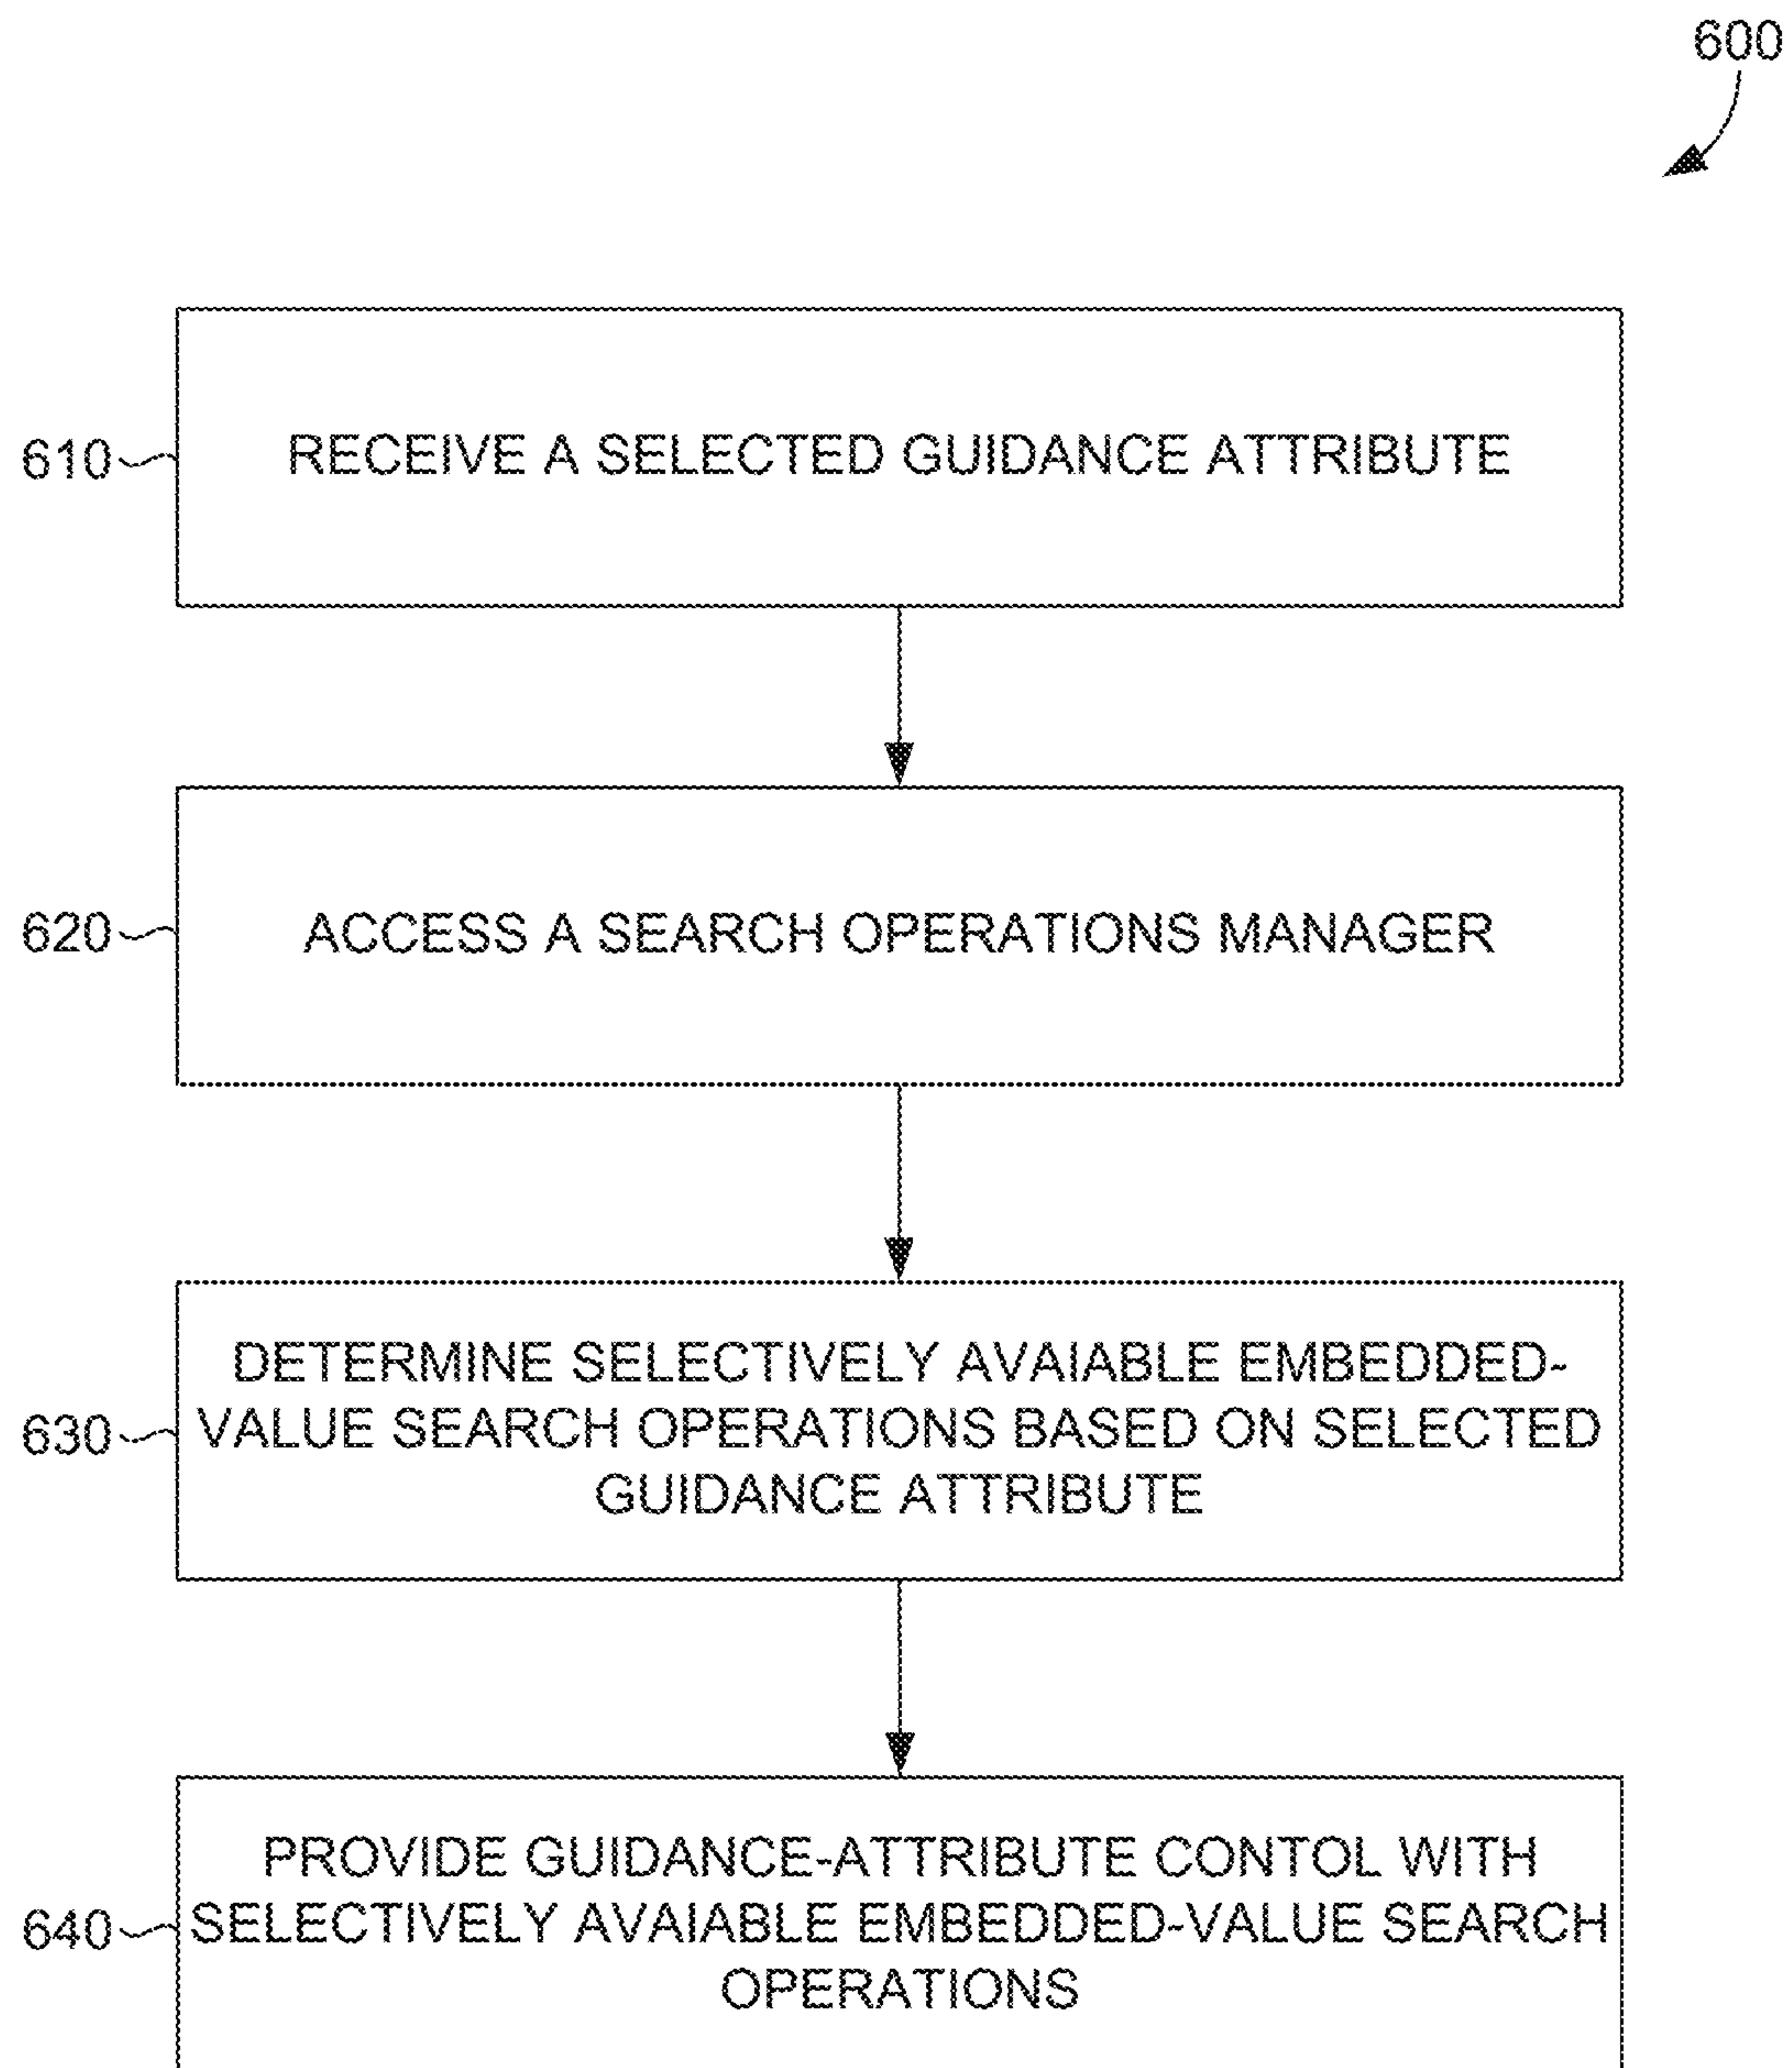 600
610
RECEIVE A SELECTED GUIDANCE ATTRIBUTE
620
ACCESS A SEARCH OPERATIONS MANAGER
630
DETERMINE SELECTIVELY AVAIABLE EMBEDDED-
VALUE SEARCH OPERATIONS BASED ON SELECTED
GUIDANCE ATTRIBUTE
640
PROVIDE GUIDANCE-ATTRIBUTE CONTOL WITH
SELECTIVELY AVAIABLE EMBEDDED-VALUE SEARCH
OPERATIONS